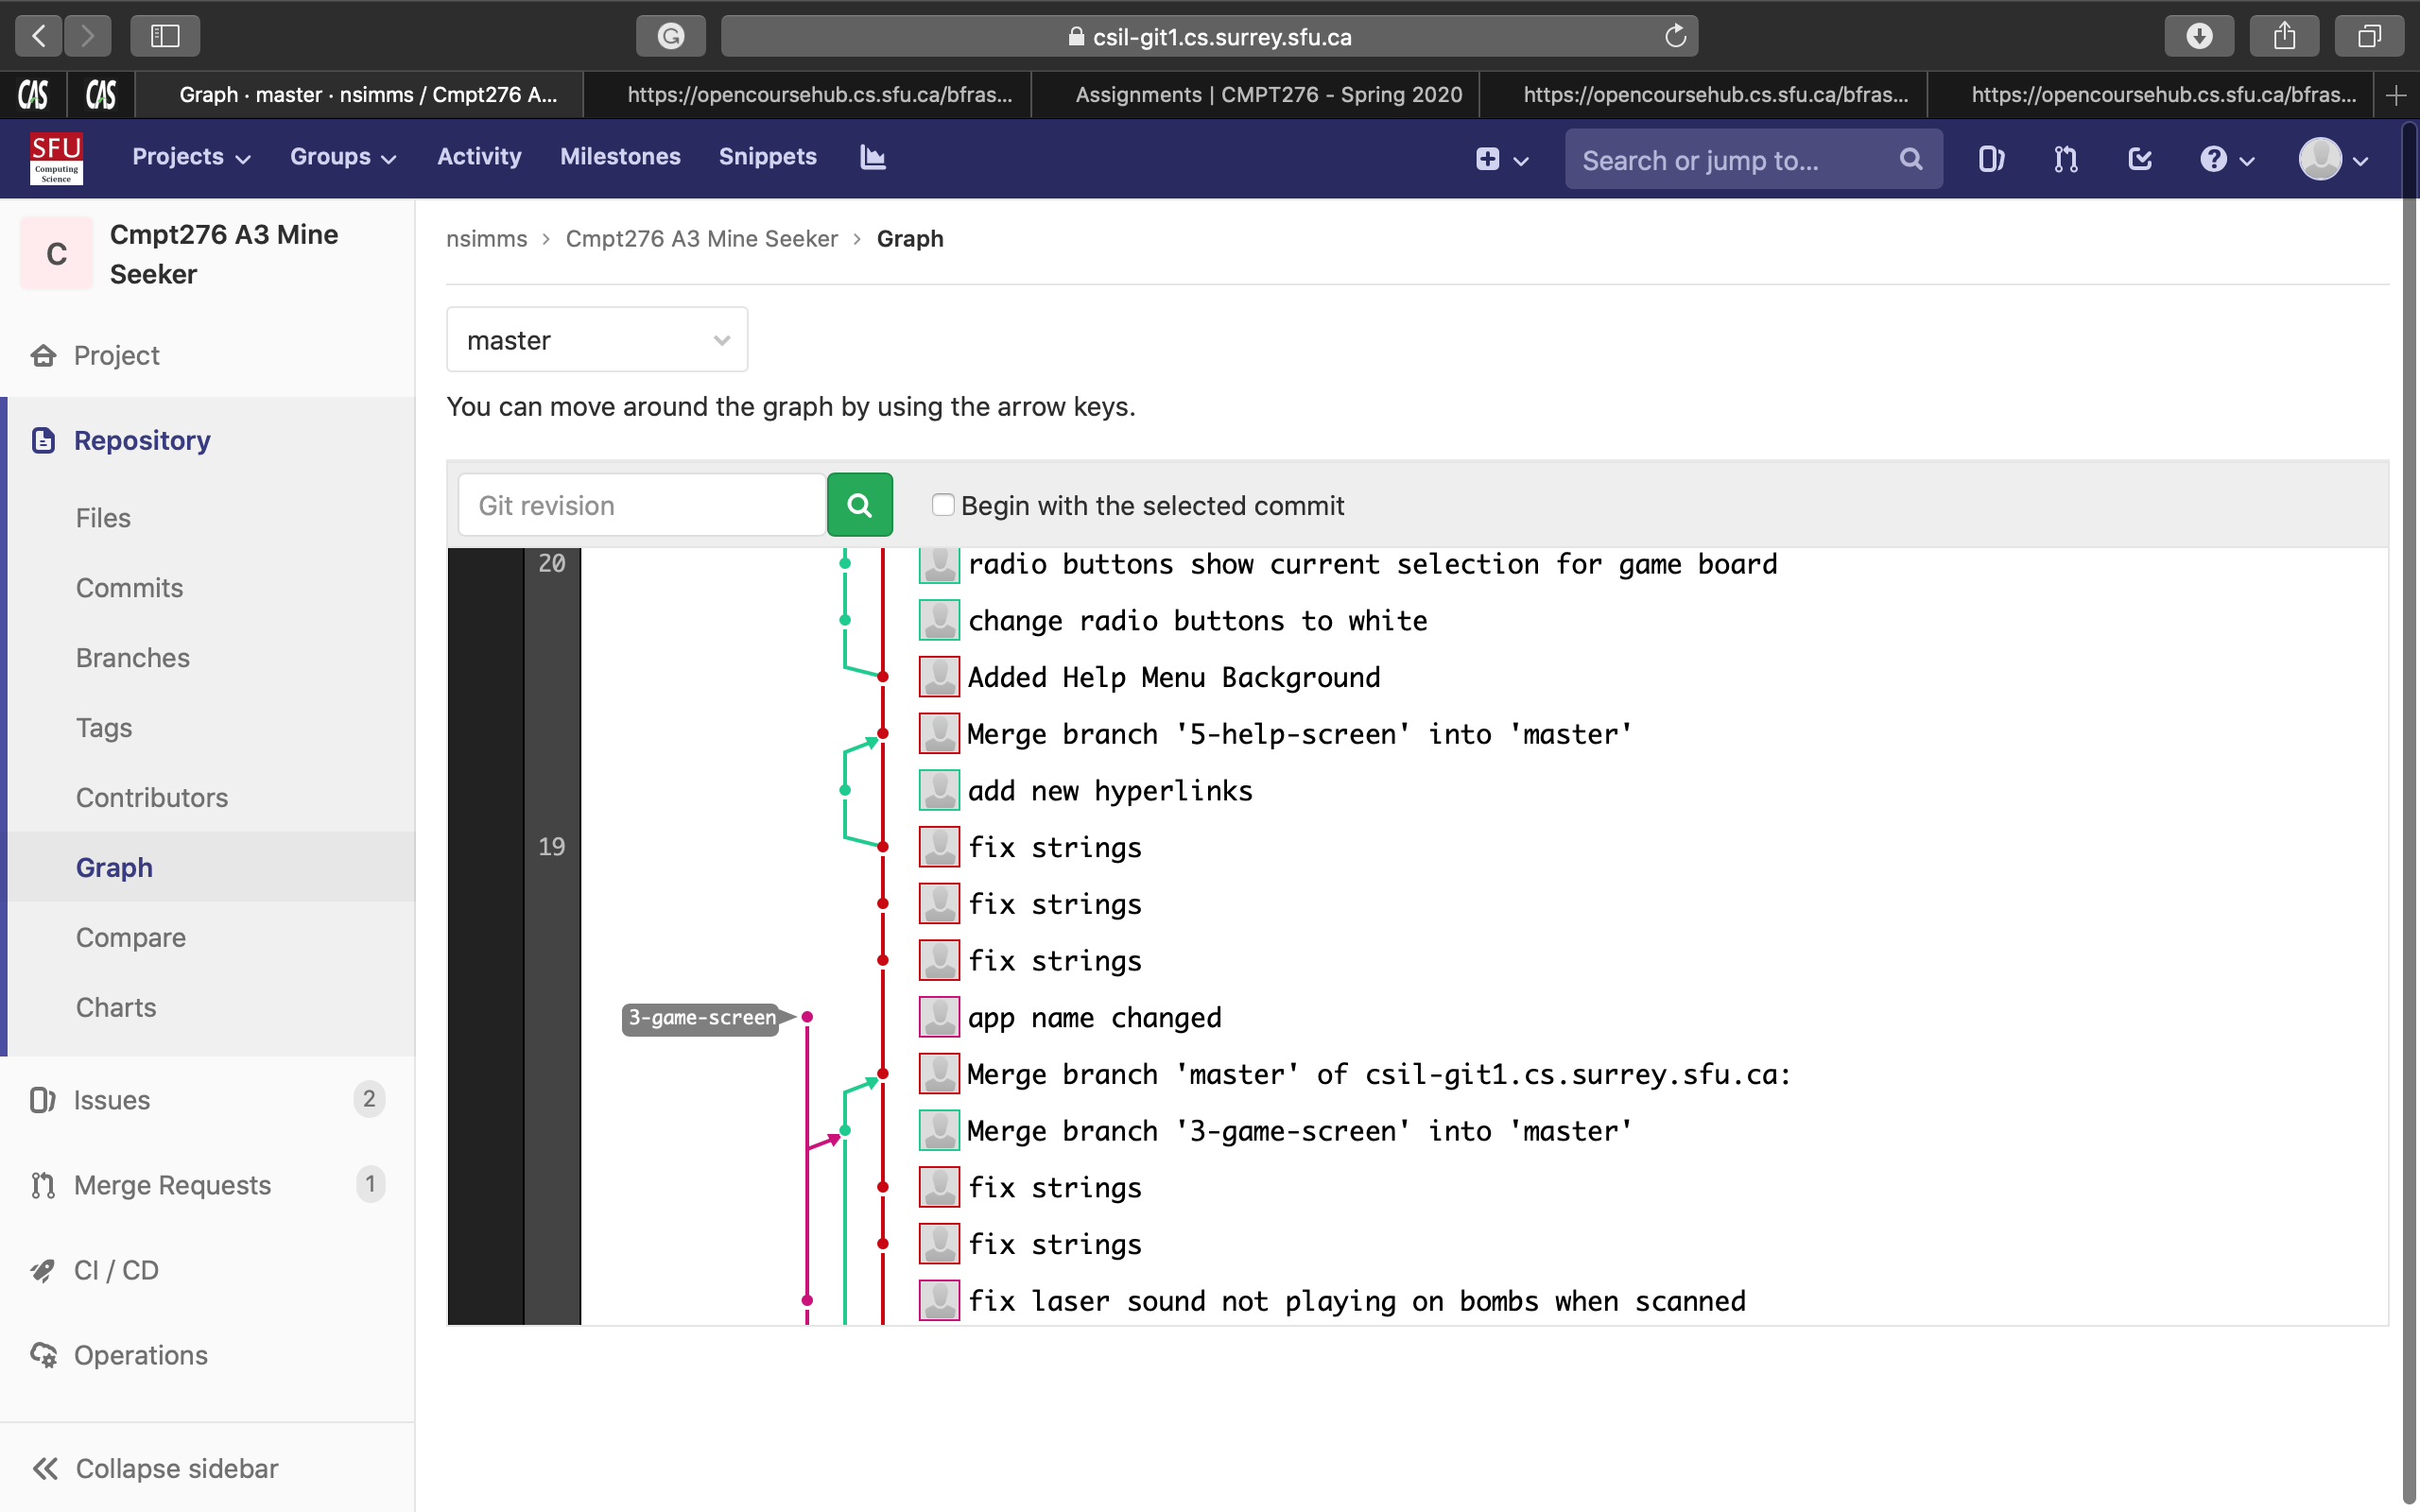 csil-git1.cs.surrey.sfu.ca
CAS
CAS
Graph · master · nsimms / Cmpt276 A...
https://opencoursehub.cs.sfu.ca/bfras...
Assignments | CMPT276 - Spring 2020
https://opencoursehub.cs.sfu.ca/bfras...
https://opencoursehub.cs.sfu.ca/bfras...
SFU
Computing
Science
Projects
Groups
Activity
Milestones
Snippets
Search or jump to...
C
Cmpt276 A3 Mine
Seeker
Project
Repository
Files
Commits
Branches
Tags
Contributors
Graph
Compare
Charts
Issues 2
Merge Requests 1
CI / CD
Operations
Collapse sidebar
nsimms > Cmpt276 A3 Mine Seeker > Graph
master
You can move around the graph by using the arrow keys.
Git revision
Begin with the selected commit
20 radio buttons show current selection for game board
change radio buttons to white
Added Help Menu Background
Merge branch '5-help-screen' into 'master'
add new hyperlinks
19 fix strings
fix strings
fix strings
3-game-screen app name changed
Merge branch 'master' of csil-git1.cs.surrey.sfu.ca:
Merge branch '3-game-screen' into 'master'
fix strings
fix strings
fix laser sound not playing on bombs when scanned